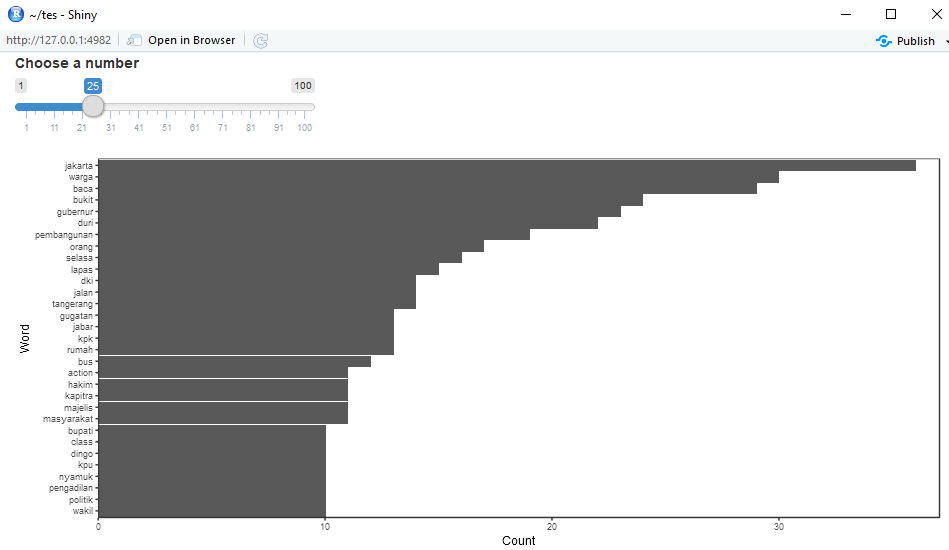 ~/tes - Shiny
http://127.0.0.1:4982 Open in Browser Publish
Choose a number
1 25 100
1 11 21 31 41 51 61 71 81 91 100
jakarta
warga
baca
bukit
gubernur
duri
pembangunan
orang
selasa
lapas
dki
jalan
tangerang
gugatan
jabar
kpk
rumah
bus
action
hakim
kapitra
majelis
masyarakat
bupati
class
dingo
kpu
nyamuk
pengadilan
politik
wakil
Word
0 10 20 30
Count